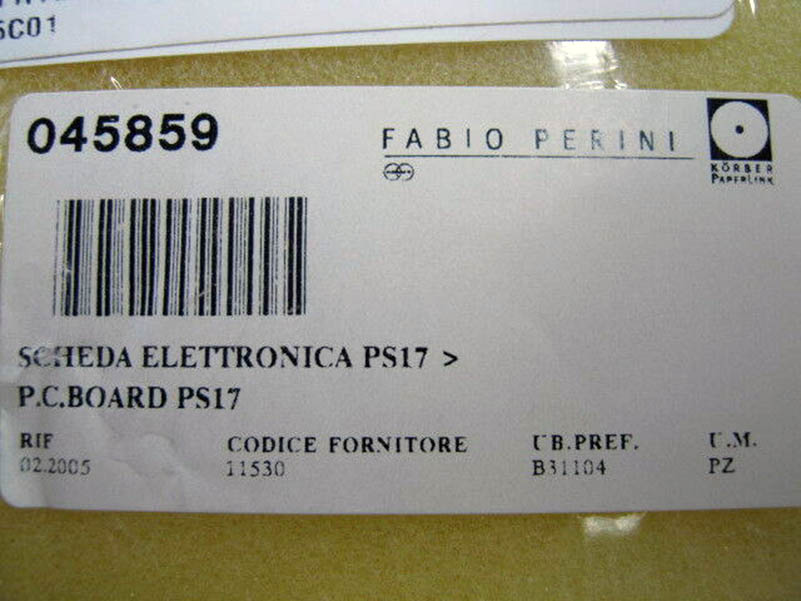 5C01
045859
FABIO PERINI
KÖRBER
PAPERLINK
SCHEDA ELETTRONICA PS17 >
P.C.BOARD PS17
RIF CODICE FORNITORE UB.PREF. U.M.
02.2005 11530 B31104 PZ